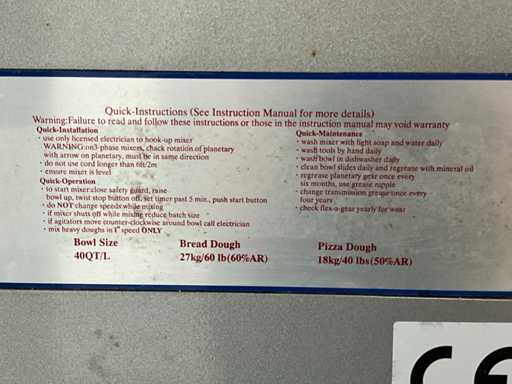 Quick-Instructions (See Instruction Manual for more details)
Warning:Failure to read and follow these instructions or those in the instruction manual may void warranty
Quick-Installation
· use only licensed electrician to hook-up mixer
WARNING:on3-phase mixers, chack rotation of planetary
with arrow on planetary, must be in same direction
· do not use cord longer than 6ft/2m
· ensure mixer is level
Quick-Operation
· to start mixer:close safety guard, raise
bowl up, twist stop button off, set timer past 5 min., push start button
· do NOT change speeds while mixing
· if mixer shuts off while mixing reduce batch size
· if agitators move counter-clockwise around bowl call electrician
· mix heavy doughs in 1st speed ONLY
Quick-Maintenance
· wash mixer with light soap and water daily
· wash tools by hand daily
· wash bowl in dishwasher daily
· clean bowl slides daily and regrease with mineral oil
· regrease planetary gear once every
six months, use grease nipple
· change transmission grease once every
four years
· check flex-a-gear yearly for wear
Bowl Size
40QT/L
Bread Dough
27kg/60 lb(60%AR)
Pizza Dough
18kg/40 lbs(50%AR)
CE